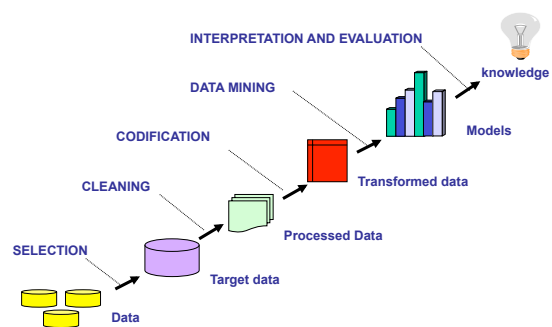 INTERPRETATION AND EVALUATION
knowledge
DATA MINING
Models
CODIFICATION
Transformed data
CLEANING
Processed Data
SELECTION
Target data
Data